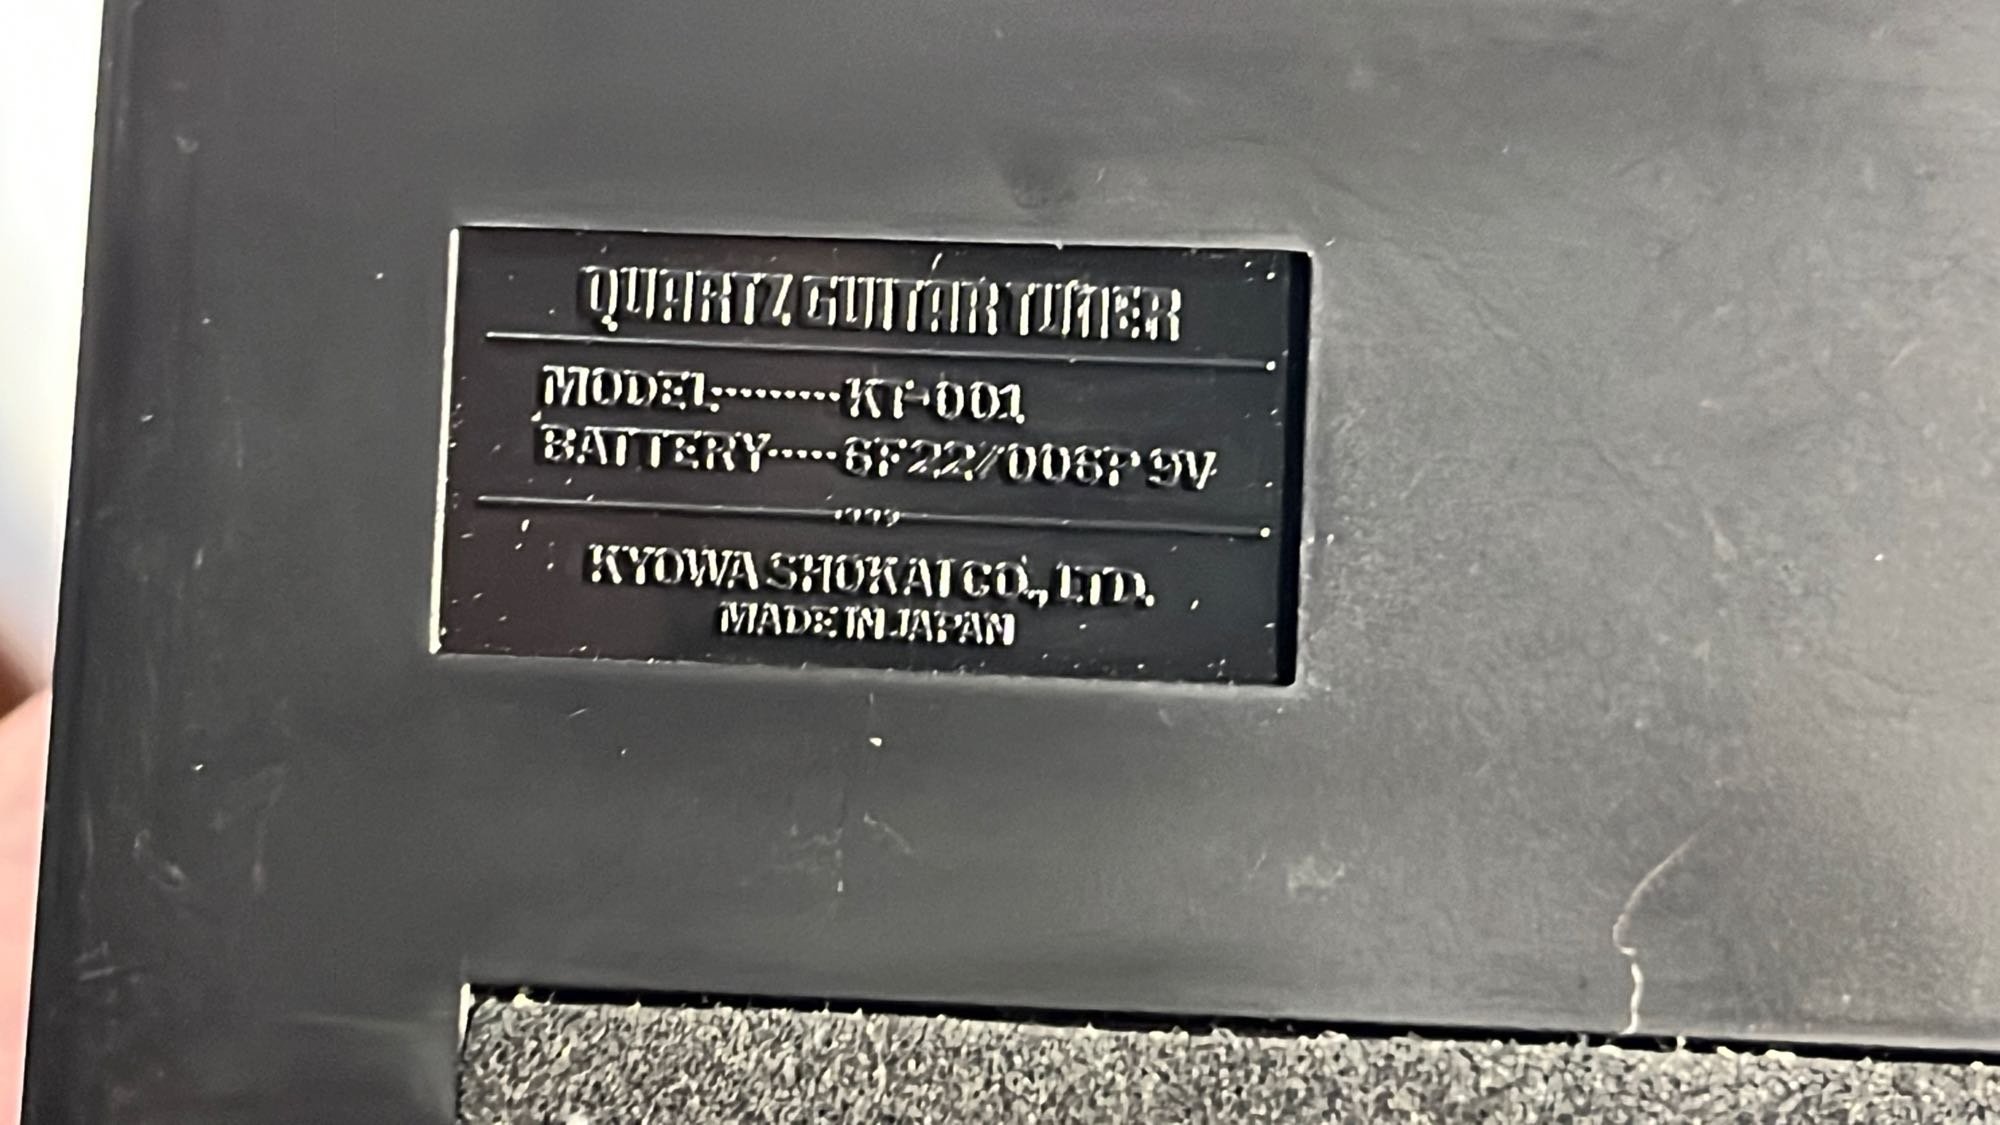 QUARTZ GUITAR TUNER
MODEL·········KT-001
BATTERY·····6F22/006P 9V
KYOWA SHOKAI CO., LTD.
MADE IN JAPAN